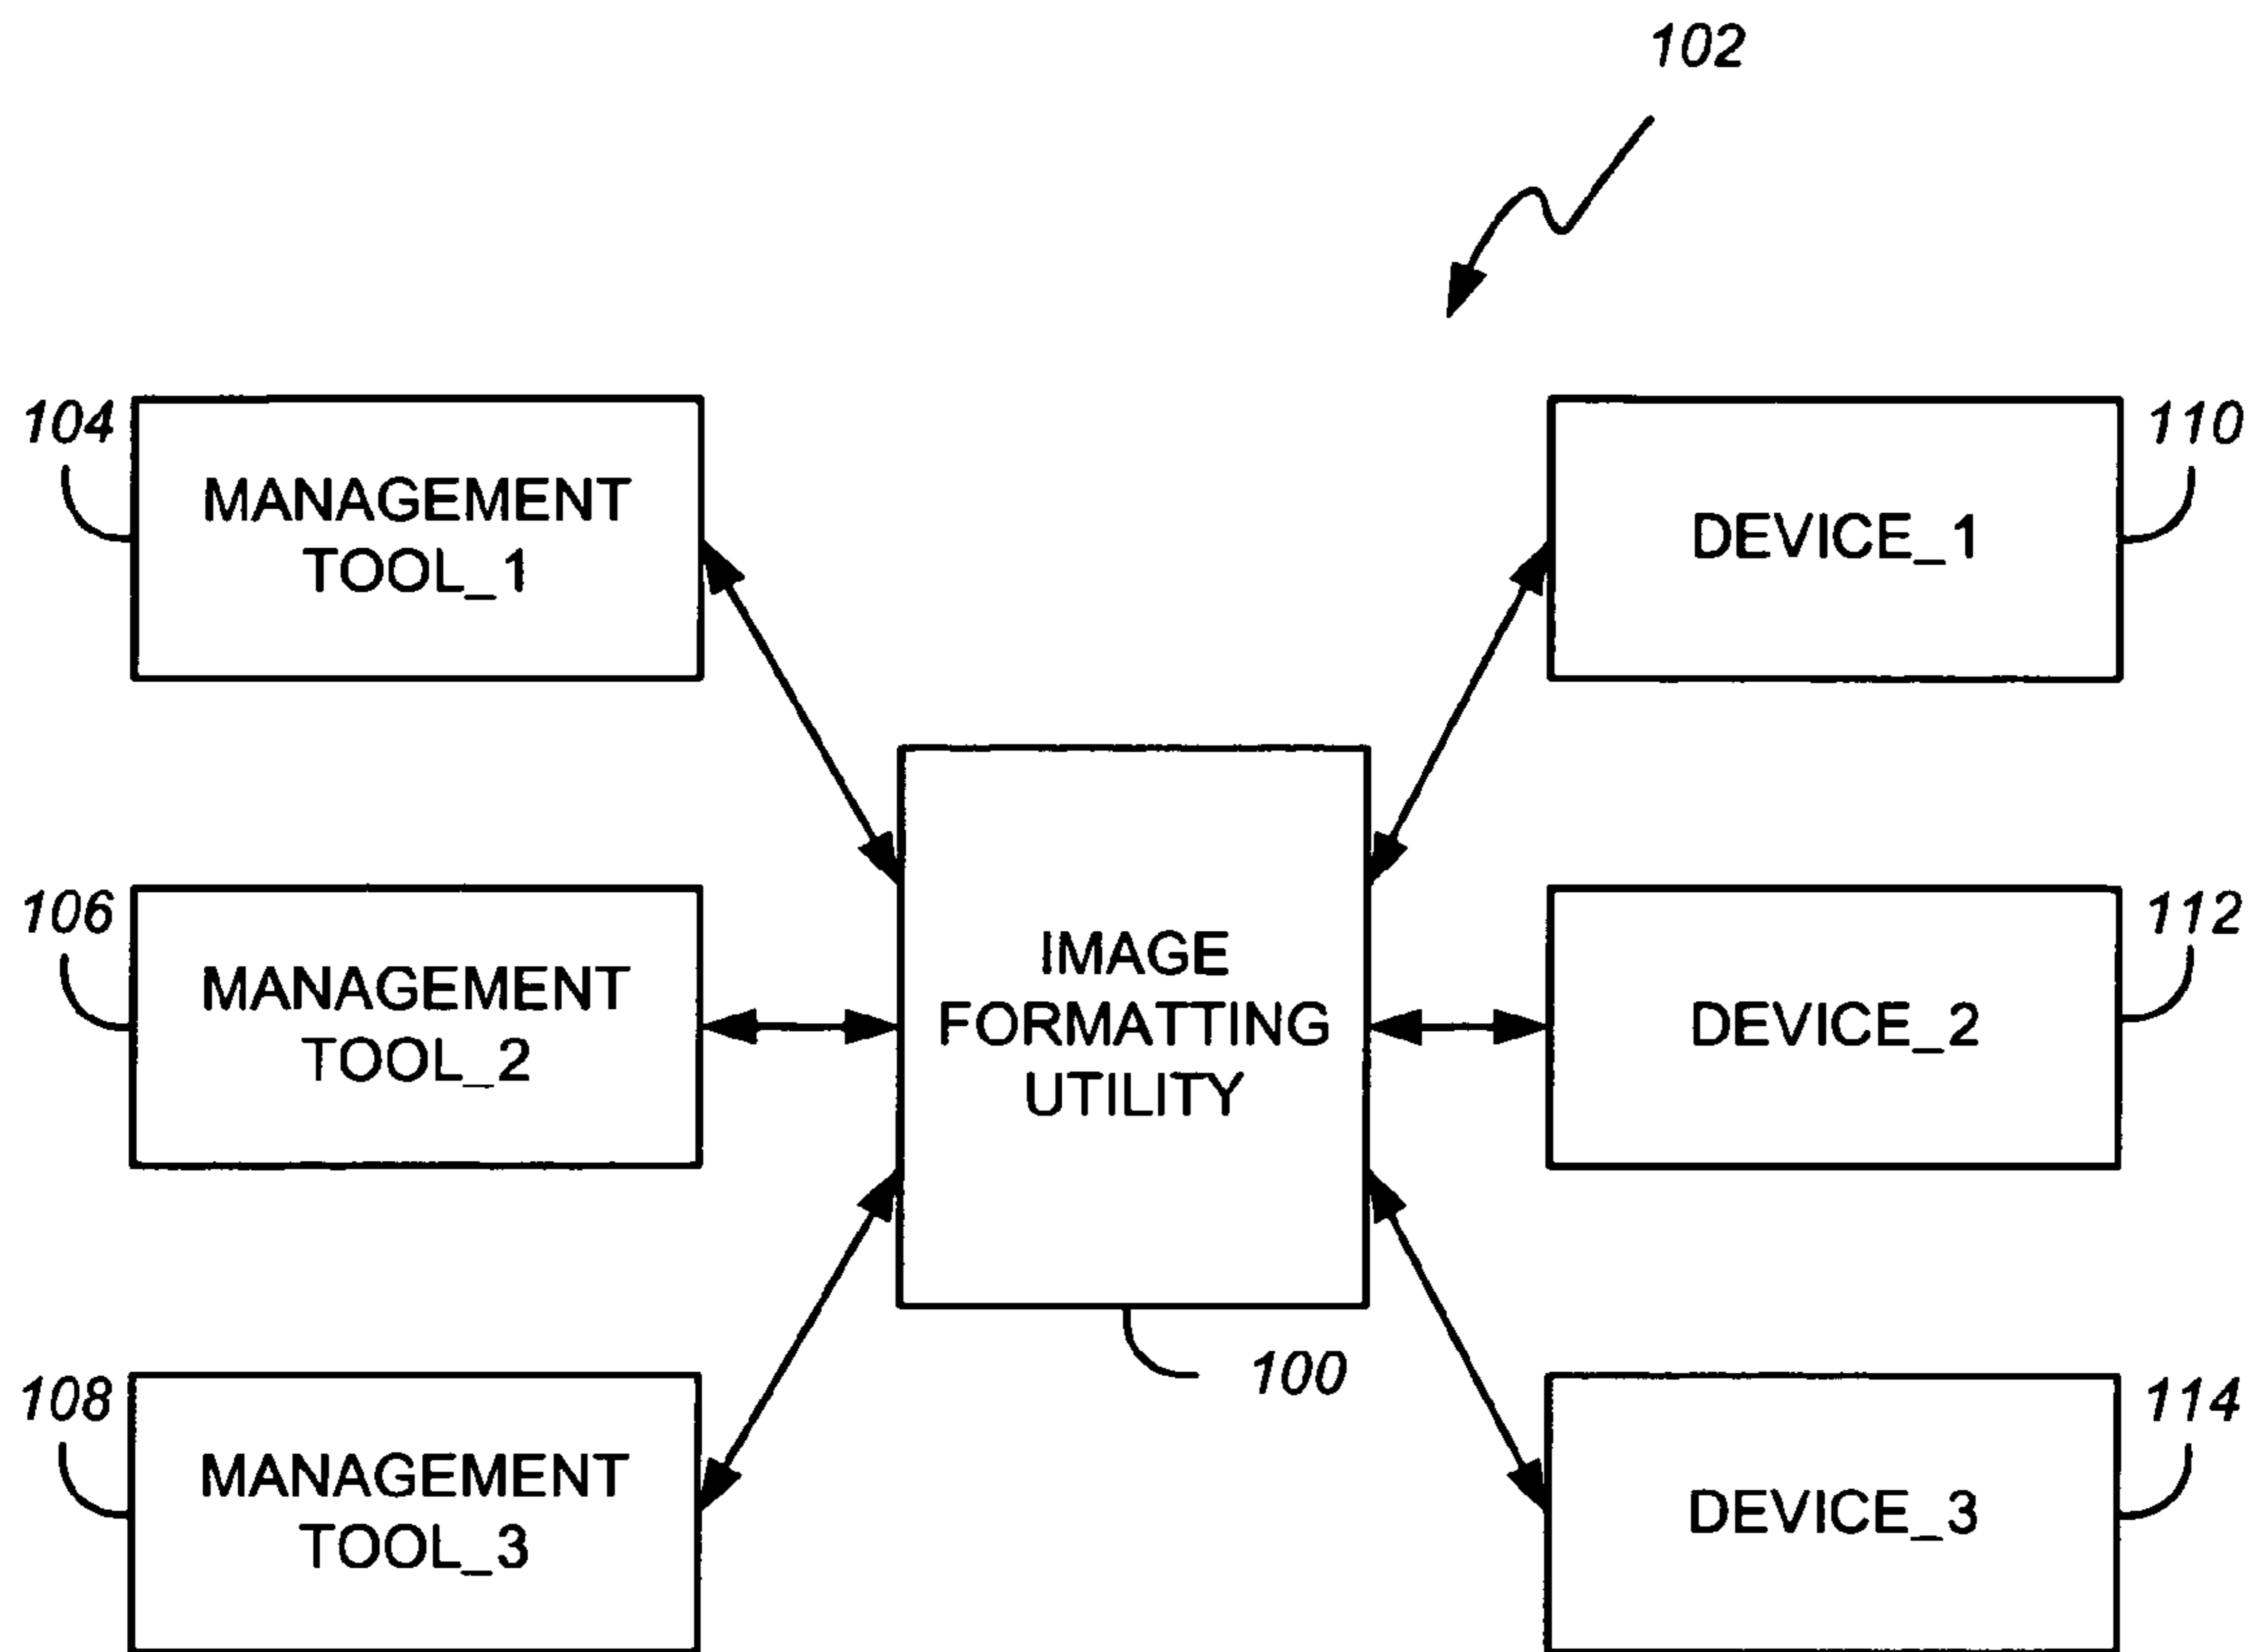 102
104
MANAGEMENT
TOOL_1
110
DEVICE_1
106
MANAGEMENT
TOOL_2
IMAGE
FORMATTING
UTILITY
112
DEVICE_2
100
108
MANAGEMENT
TOOL_3
114
DEVICE_3